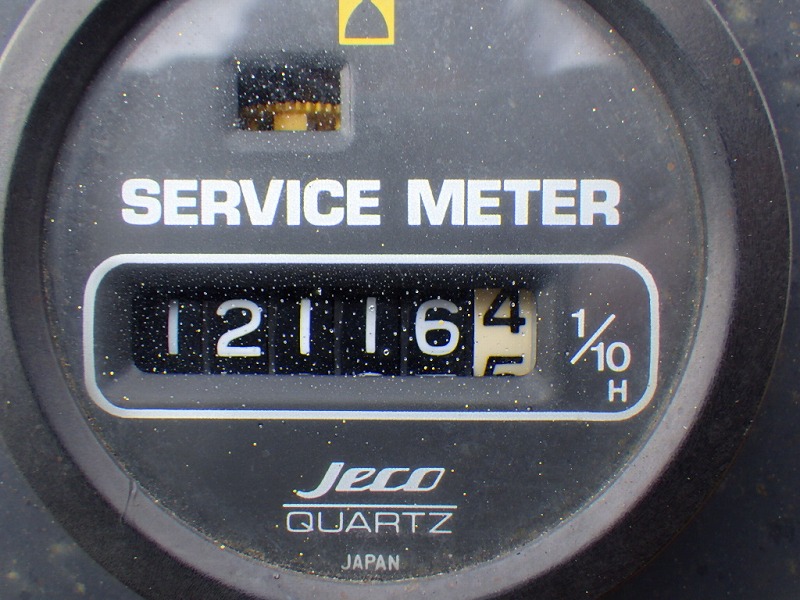 SERVICE METER
121164 1/10
H
Jeco
QUARTZ
JAPAN